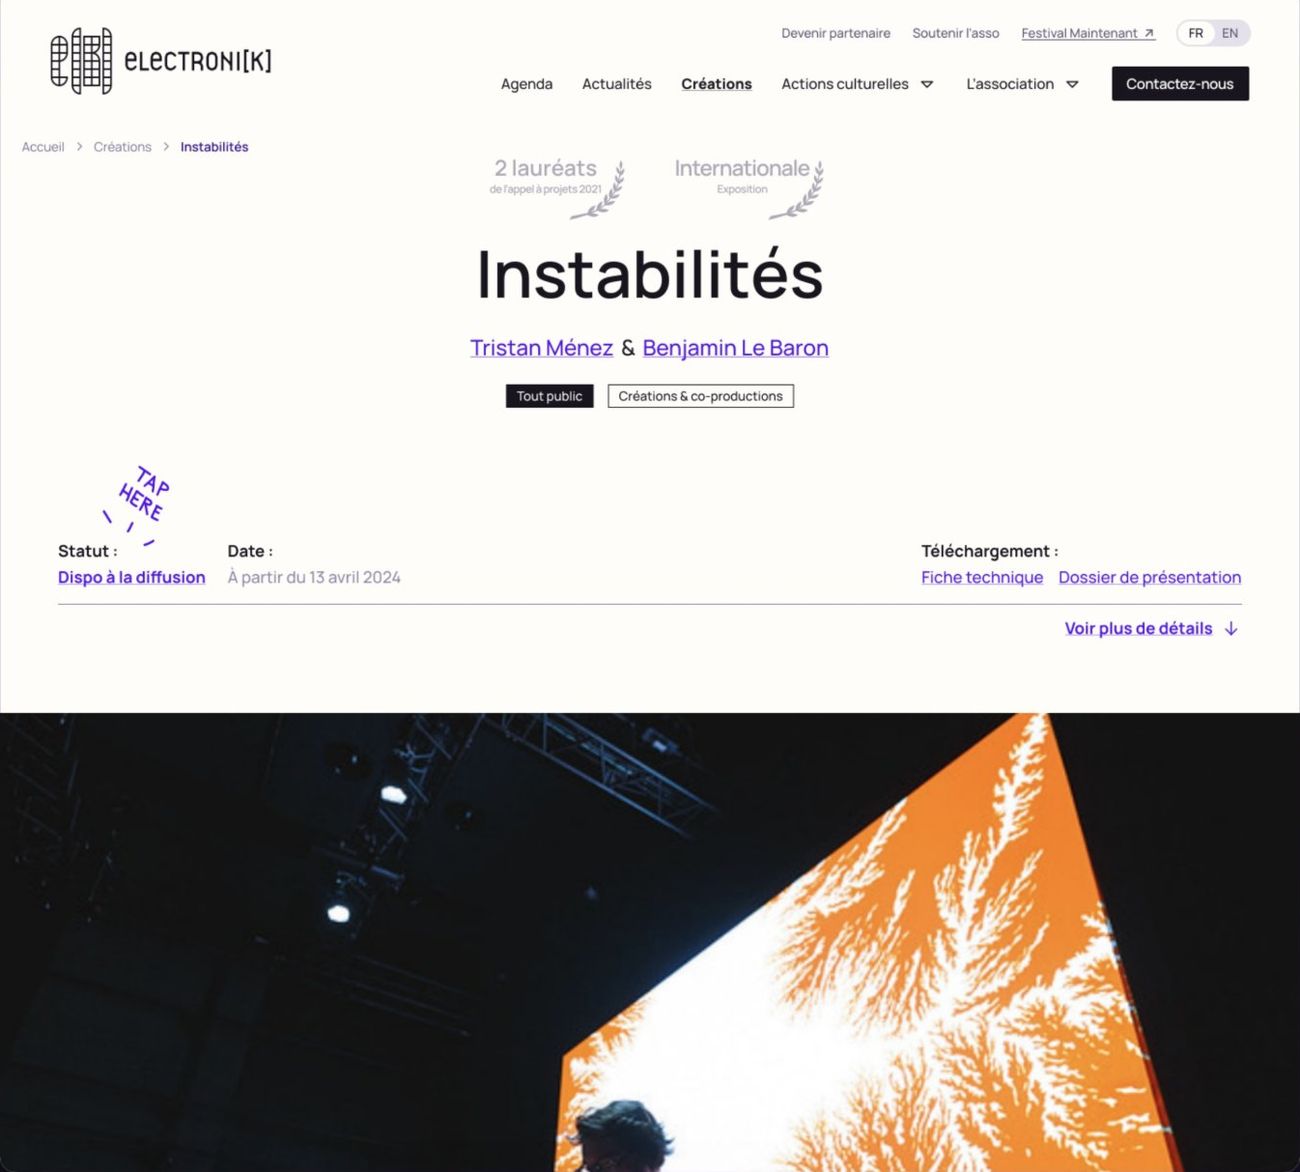 Devenir partenaire Soutenir l'asso Festival Maintenant FR EN
eLeCTRONI[K]
Agenda Actualités Créations Actions culturelles L'association Contactez-nous
Accueil > Créations > Instabilités
2 lauréats
de l'appel à projets 2021
Internationale
Exposition
Instabilités
Tristan Ménez & Benjamin Le Baron
Tout public Créations & co-productions
TAP
HERE
Statut :
Dispo à la diffusion
Date :
À partir du 13 avril 2024
Téléchargement :
Fiche technique Dossier de présentation
Voir plus de détails